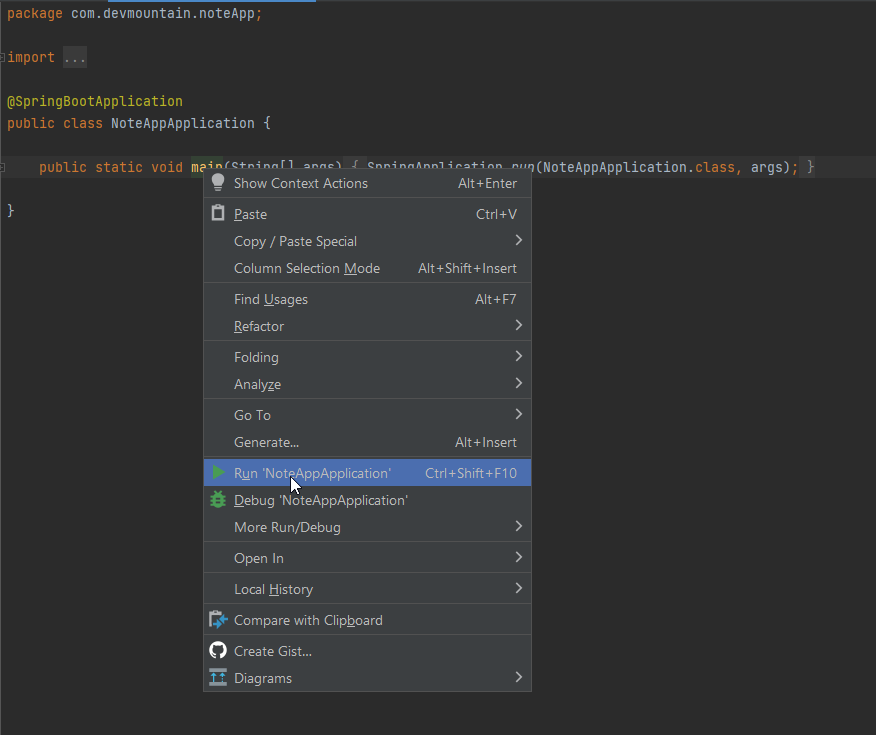 package com.devmountain.noteApp;
import ...
@SpringBootApplication
public class NoteAppApplication {
public static void main(String[] args) { SpringApplication.run(NoteAppApplication.class, args); }
}
Show Context Actions Alt+Enter
Paste Ctrl+V
Copy / Paste Special
Column Selection Mode Alt+Shift+Insert
Find Usages Alt+F7
Refactor
Folding
Analyze
Go To
Generate... Alt+Insert
Run 'NoteAppApplication' Ctrl+Shift+F10
Debug 'NoteAppApplication'
More Run/Debug
Open In
Local History
Compare with Clipboard
Create Gist...
Diagrams